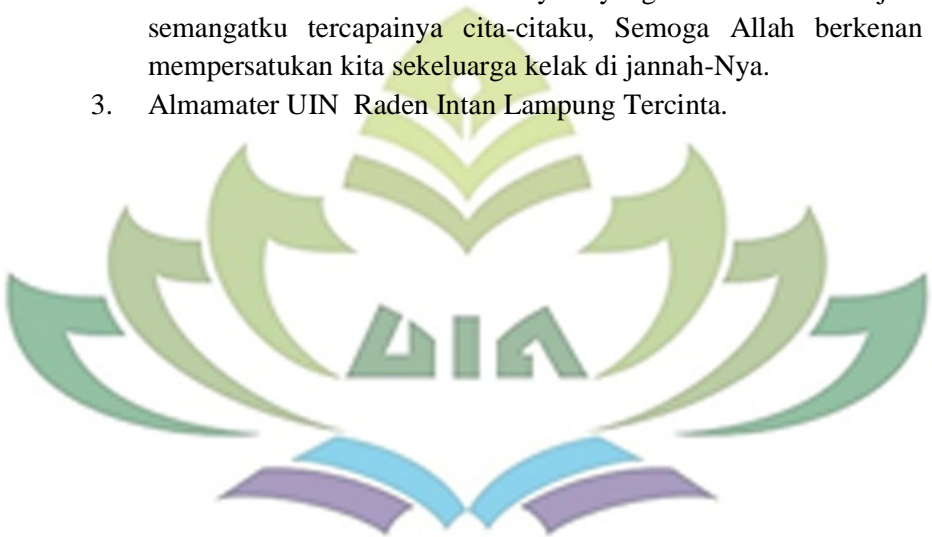 semangatku tercapainya cita-citaku, Semoga Allah berkenan
mempersatukan kita sekeluarga kelak di jannah-Nya.
3. Almamater UIN Raden Intan Lampung Tercinta.
UIN